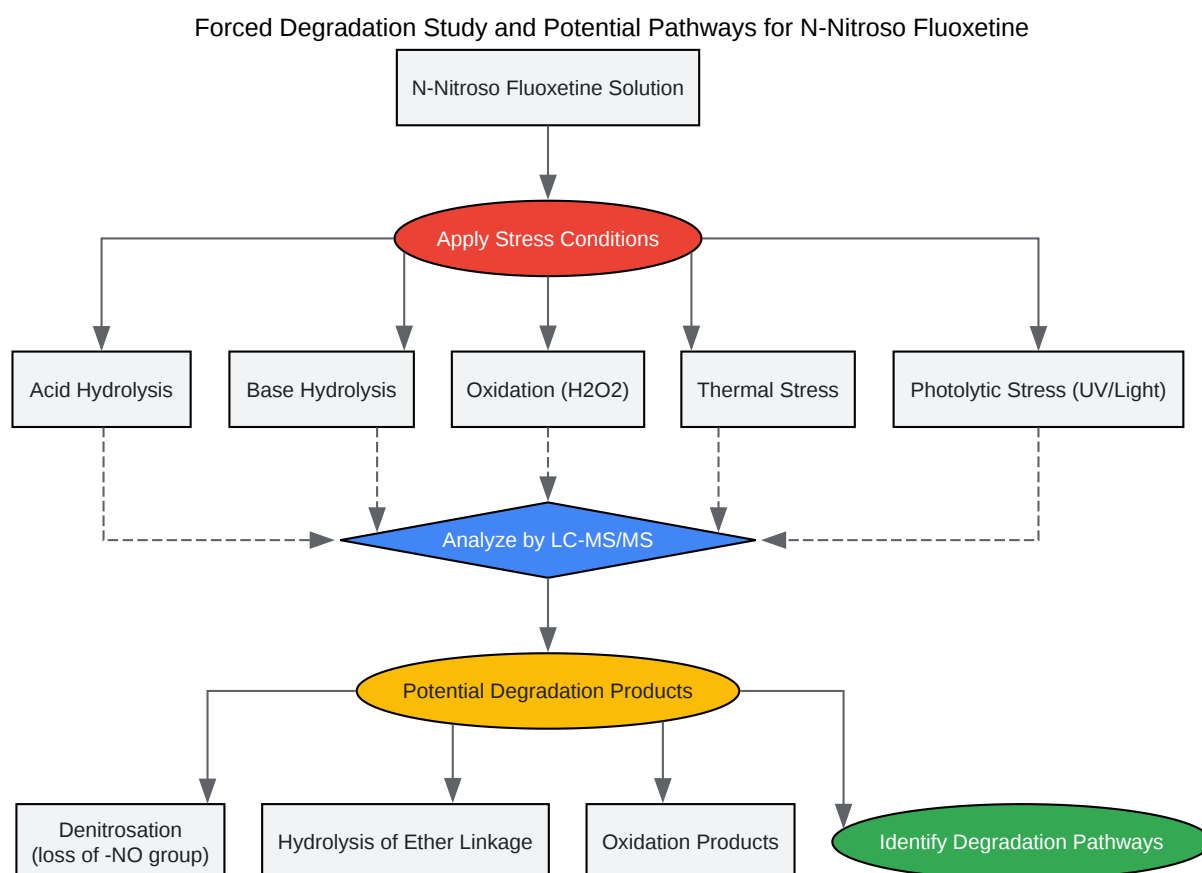 Forced Degradation Study and Potential Pathways for N-Nitroso Fluoxetine
N-Nitroso Fluoxetine Solution
Apply Stress Conditions
Acid Hydrolysis
Base Hydrolysis
Oxidation (H2O2)
Thermal Stress
Photolytic Stress (UV/Light)
Analyze by LC-MS/MS
Potential Degradation Products
Denitrosation
(loss of -NO group)
Hydrolysis of Ether Linkage
Oxidation Products
Identify Degradation Pathways